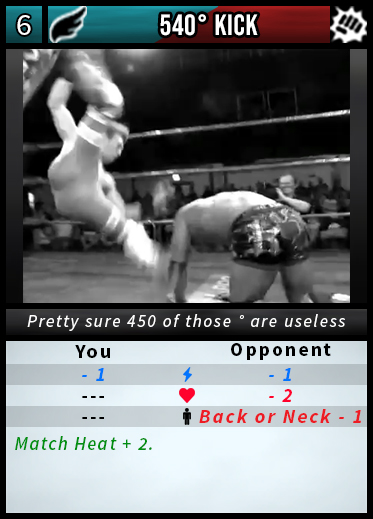 6 540° KICK
Pretty sure 450 of those ° are useless
You Opponent
- 1 - 1
--- - 2
--- Back or Neck - 1
Match Heat + 2.